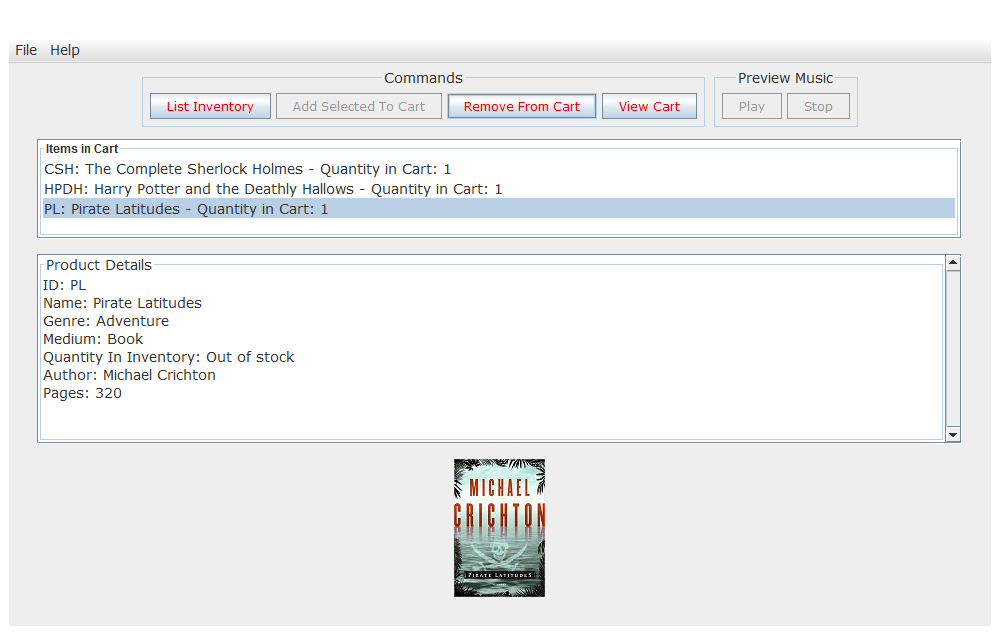 File Help
Commands
Preview Music
List Inventory Add Selected To Cart Remove From Cart View Cart Play Stop
Items in Cart
CSH: The Complete Sherlock Holmes - Quantity in Cart: 1
HPDH: Harry Potter and the Deathly Hallows - Quantity in Cart: 1
PL: Pirate Latitudes - Quantity in Cart: 1
Product Details
ID: PL
Name: Pirate Latitudes
Genre: Adventure
Medium: Book
Quantity In Inventory: Out of stock
Author: Michael Crichton
Pages: 320
MICHAEL
CRICHTON
PIRATE LATITUDES